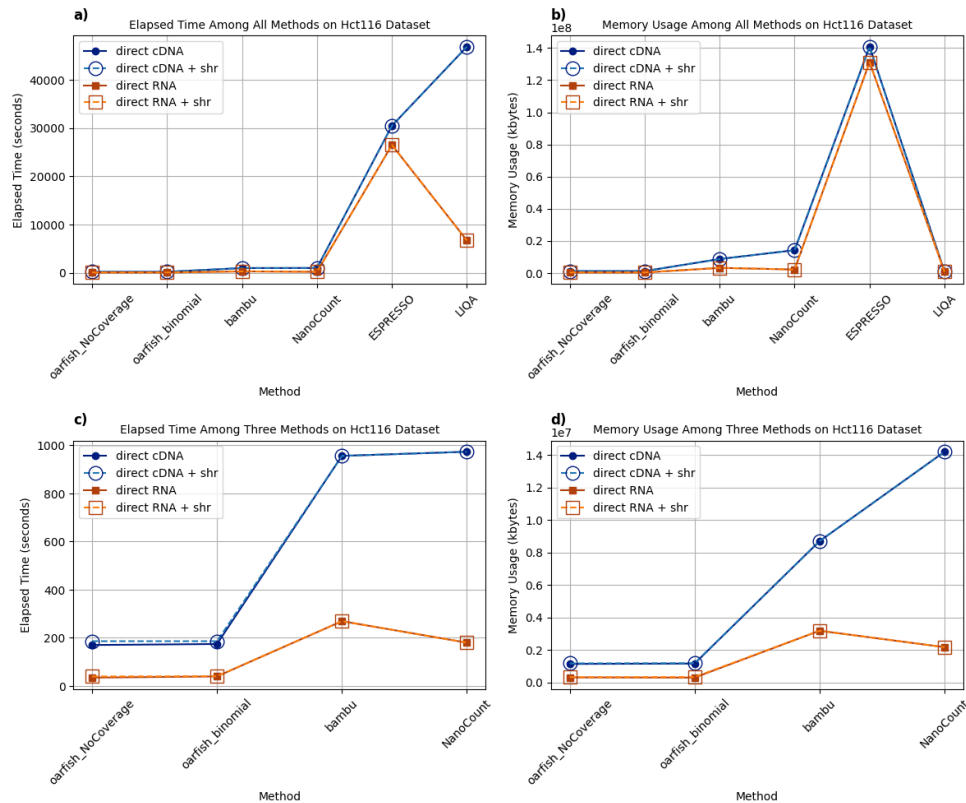 a)
Elapsed Time Among All Methods on Hct116 Dataset
direct cDNA
direct cDNA + shr
direct RNA
direct RNA + shr
Elapsed Time (seconds)
40000
30000
20000
10000
0
oarfish_NoCoverage
oarfish_binomial
bambu
NanoCount
ESPRESSO
LIQA
Method
b)
Memory Usage Among All Methods on Hct116 Dataset
1e8
direct cDNA
direct cDNA + shr
direct RNA
direct RNA + shr
Memory Usage (kbytes)
1.4
1.2
1.0
0.8
0.6
0.4
0.2
0.0
oarfish_NoCoverage
oarfish_binomial
bambu
NanoCount
ESPRESSO
LIQA
Method
c)
Elapsed Time Among Three Methods on Hct116 Dataset
direct cDNA
direct cDNA + shr
direct RNA
direct RNA + shr
Elapsed Time (seconds)
1000
800
600
400
200
0
oarfish_NoCoverage
oarfish_binomial
bambu
NanoCount
Method
d)
Memory Usage Among Three Methods on Hct116 Dataset
1e7
direct cDNA
direct cDNA + shr
direct RNA
direct RNA + shr
Memory Usage (kbytes)
1.4
1.2
1.0
0.8
0.6
0.4
0.2
0.0
oarfish_NoCoverage
oarfish_binomial
bambu
NanoCount
Method